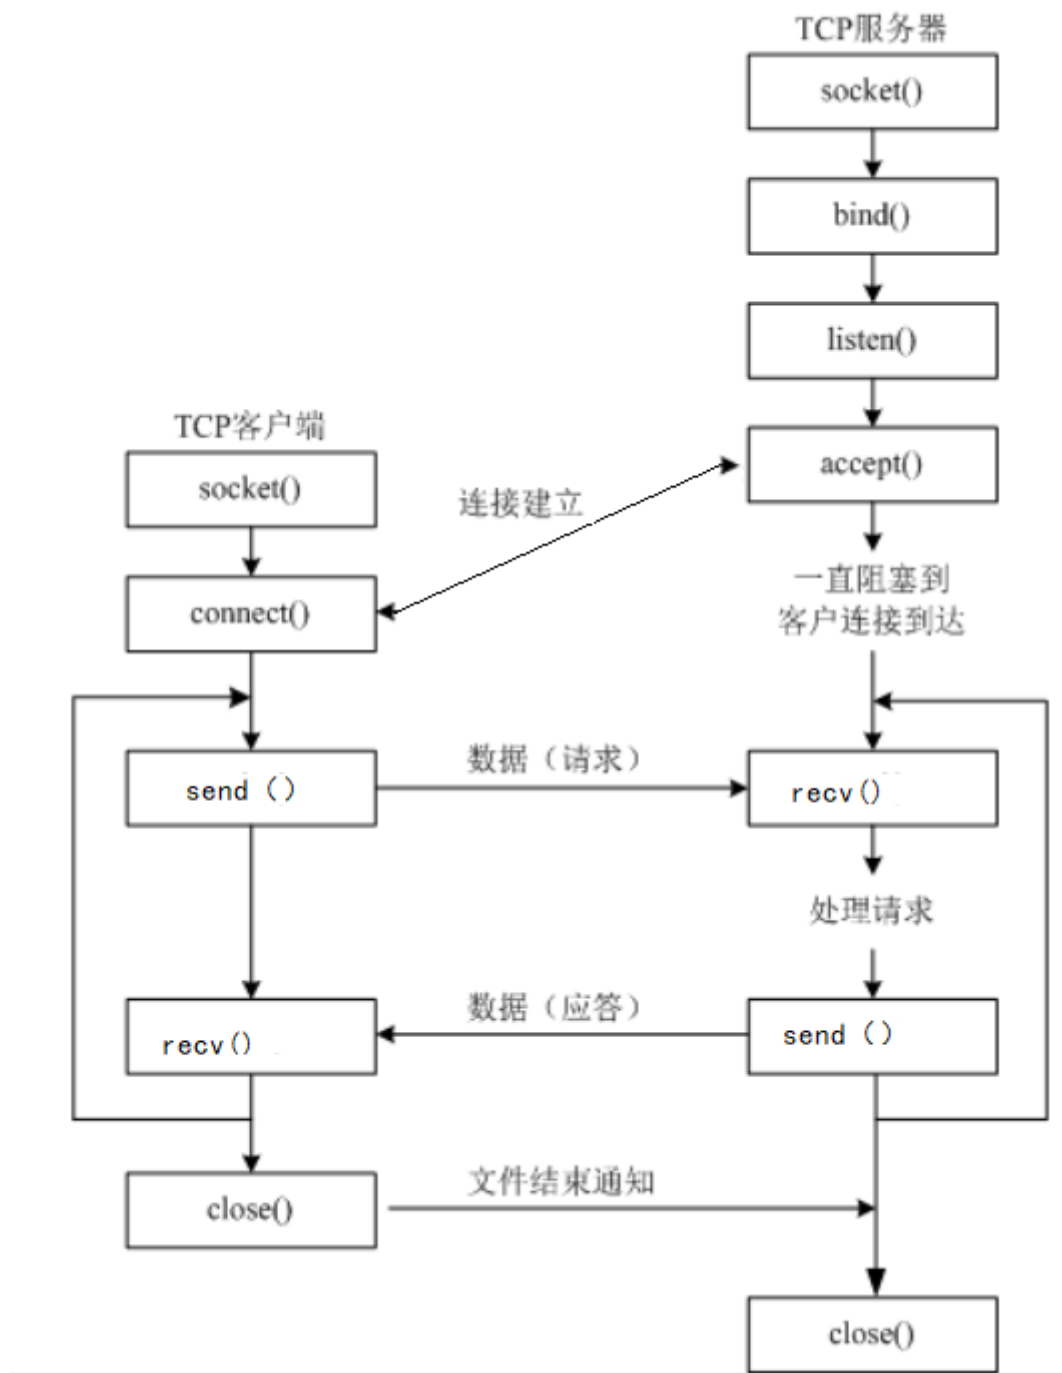 TCP服务器
socket()
bind()
listen()
accept()
一直阻塞到
客户连接到达
recv()
处理请求
send ()
close()
TCP客户端
socket()
connect()
send ()
recv()
close()
连接建立
数据（请求）
数据（应答）
文件结束通知